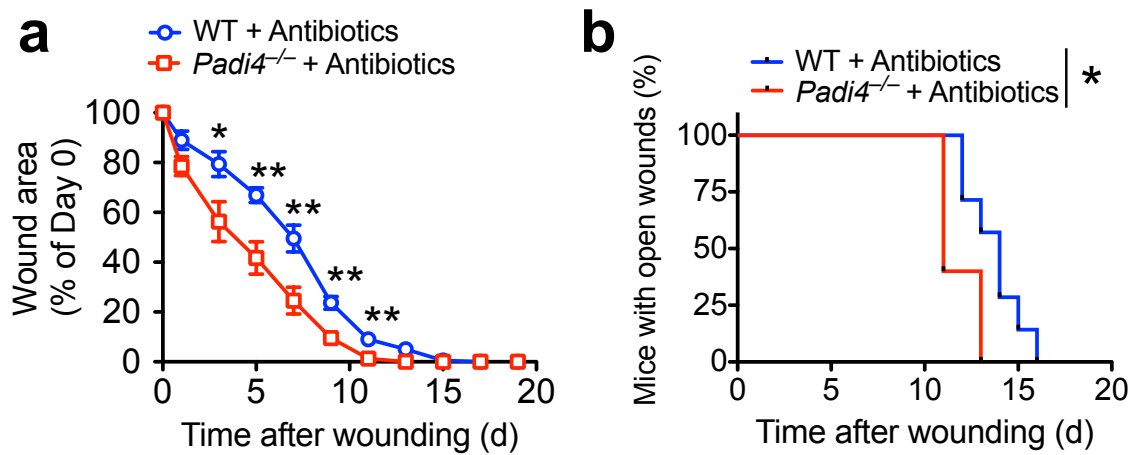 a
WT + Antibiotics
Padi4–/– + Antibiotics
Wound area
(% of Day 0)
100
80
60
40
20
0
*
**
**
**
**
0
5
10
15
20
Time after wounding (d)
b
WT + Antibiotics
Padi4–/– + Antibiotics
*
Mice with open wounds (%)
100
75
50
25
0
0
5
10
15
20
Time after wounding (d)